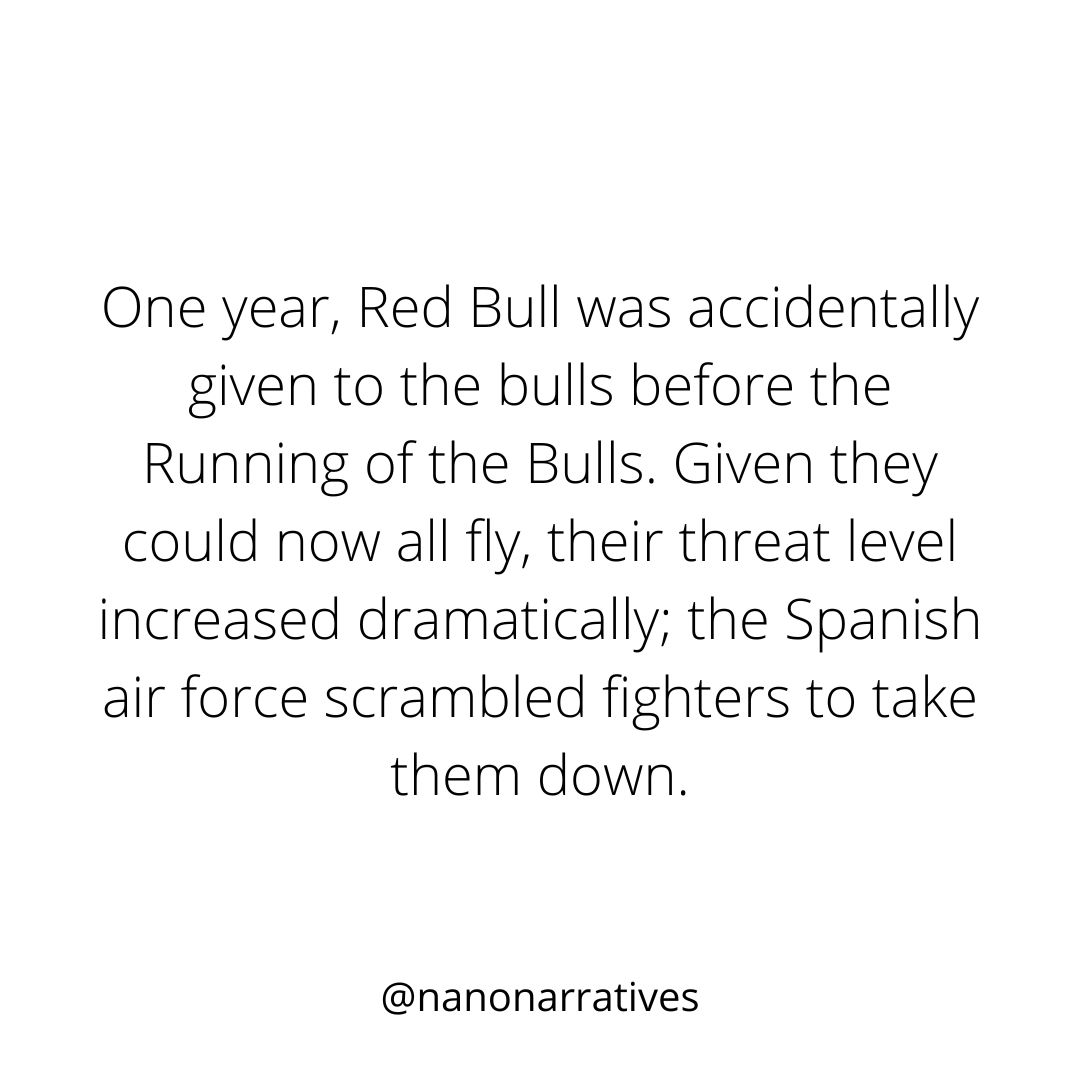 One year, Red Bull was accidentally
given to the bulls before the
Running of the Bulls. Given they
could now all fly, their threat level
increased dramatically; the Spanish
air force scrambled fighters to take
them down.
@nanonarratives